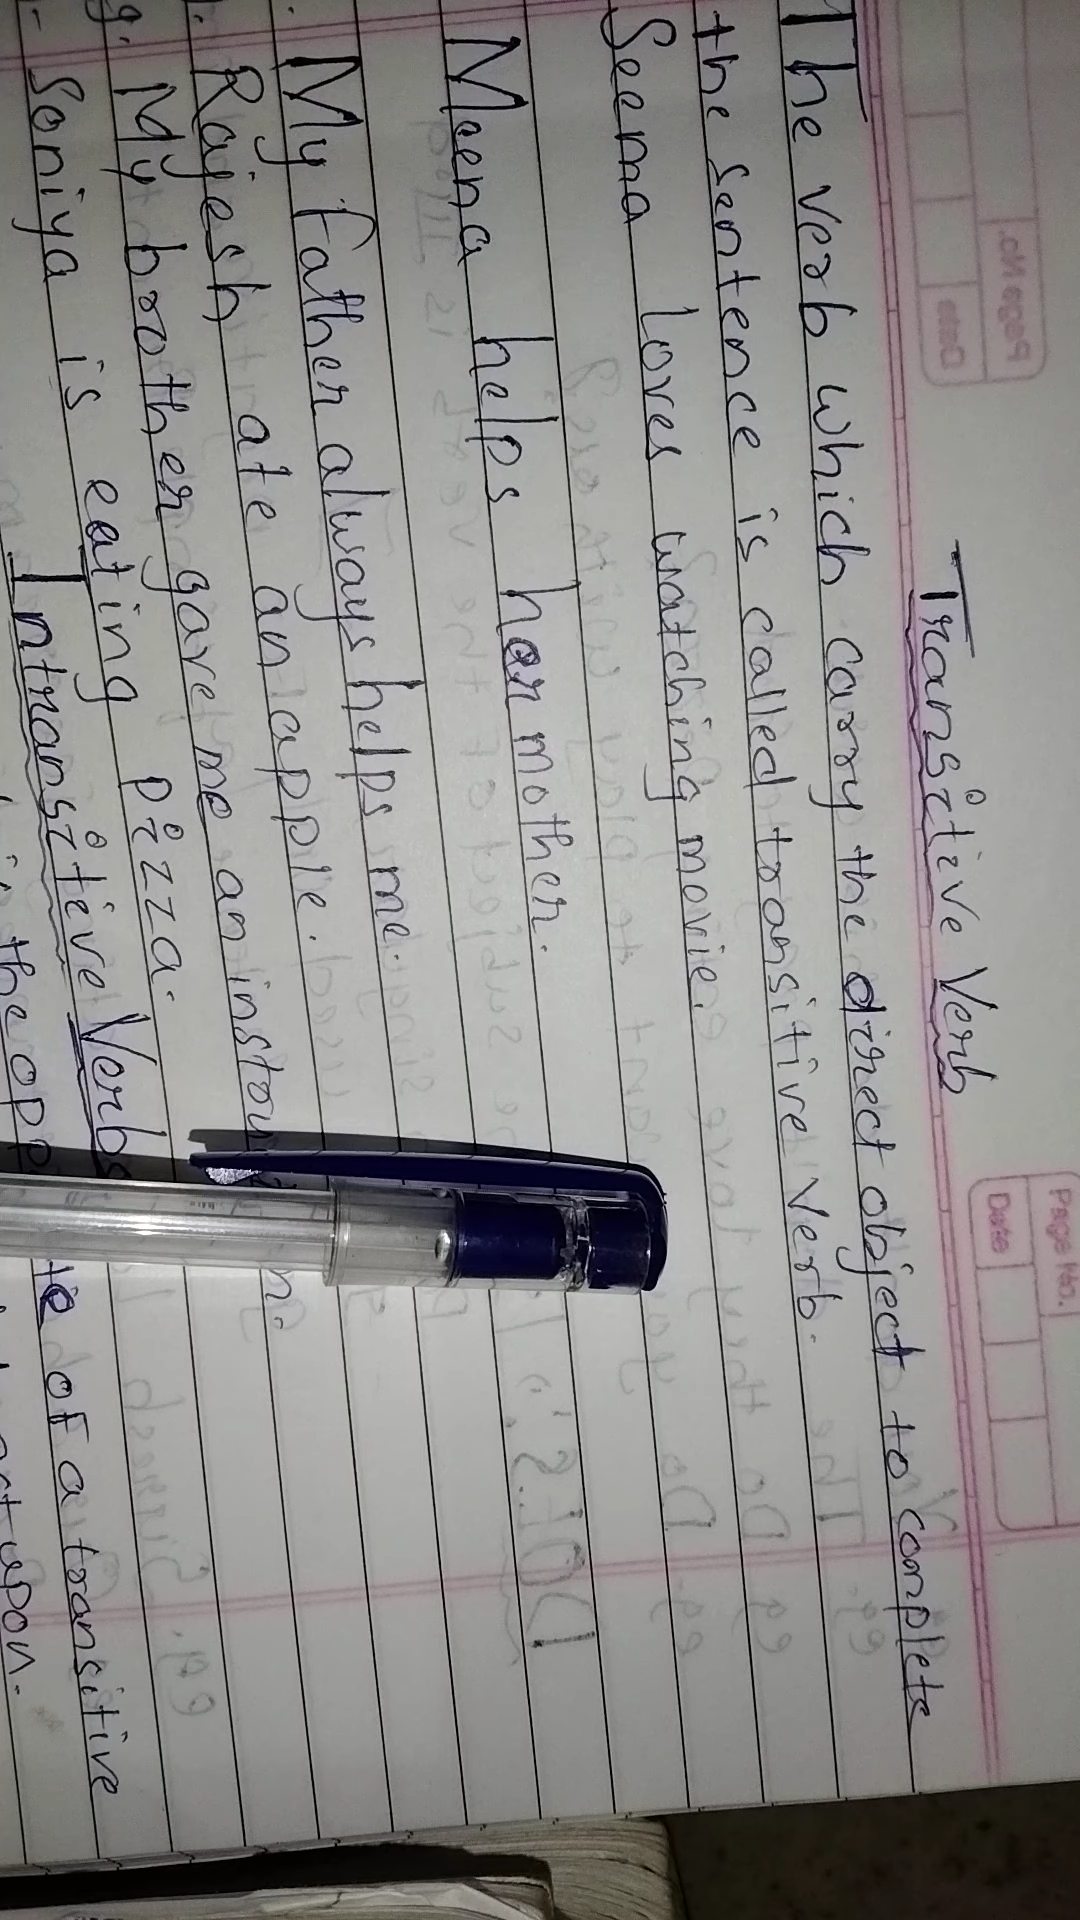 Page No.
Date
Transitive Verb
The verb which carry the direct object to complete
the sentence is called transitive verb.
Seema loves watching movie.
Meena helps her mother.
My father always helps me.
Rajesh ate an apple.
My brother gave me an
Soniya is eating pizza.
Intransitive Verbs
the opp of a transitive
upon.